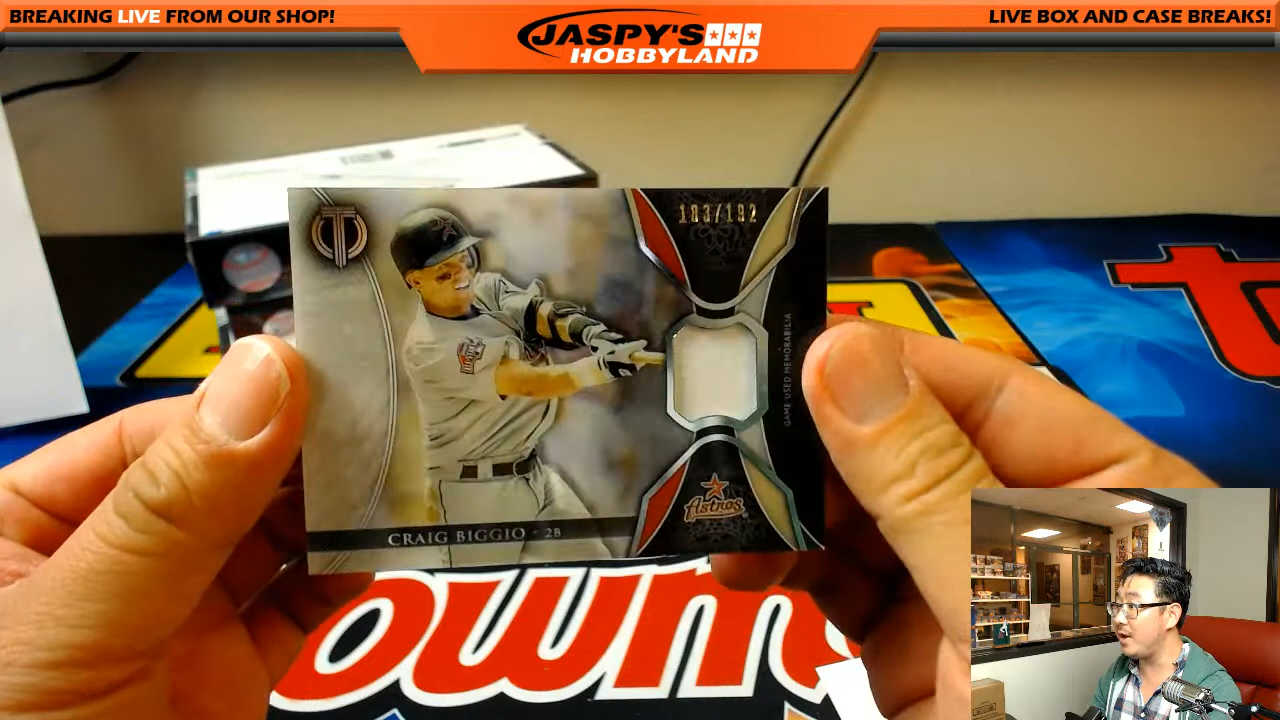 BREAKING LIVE FROM OUR SHOP!
JASPY'S
HOBBYLAND
LIVE BOX AND CASE BREAKS!
183/192
GAME-USED MEMORABILIA
Astros
CRAIG BIGGIO - 2B